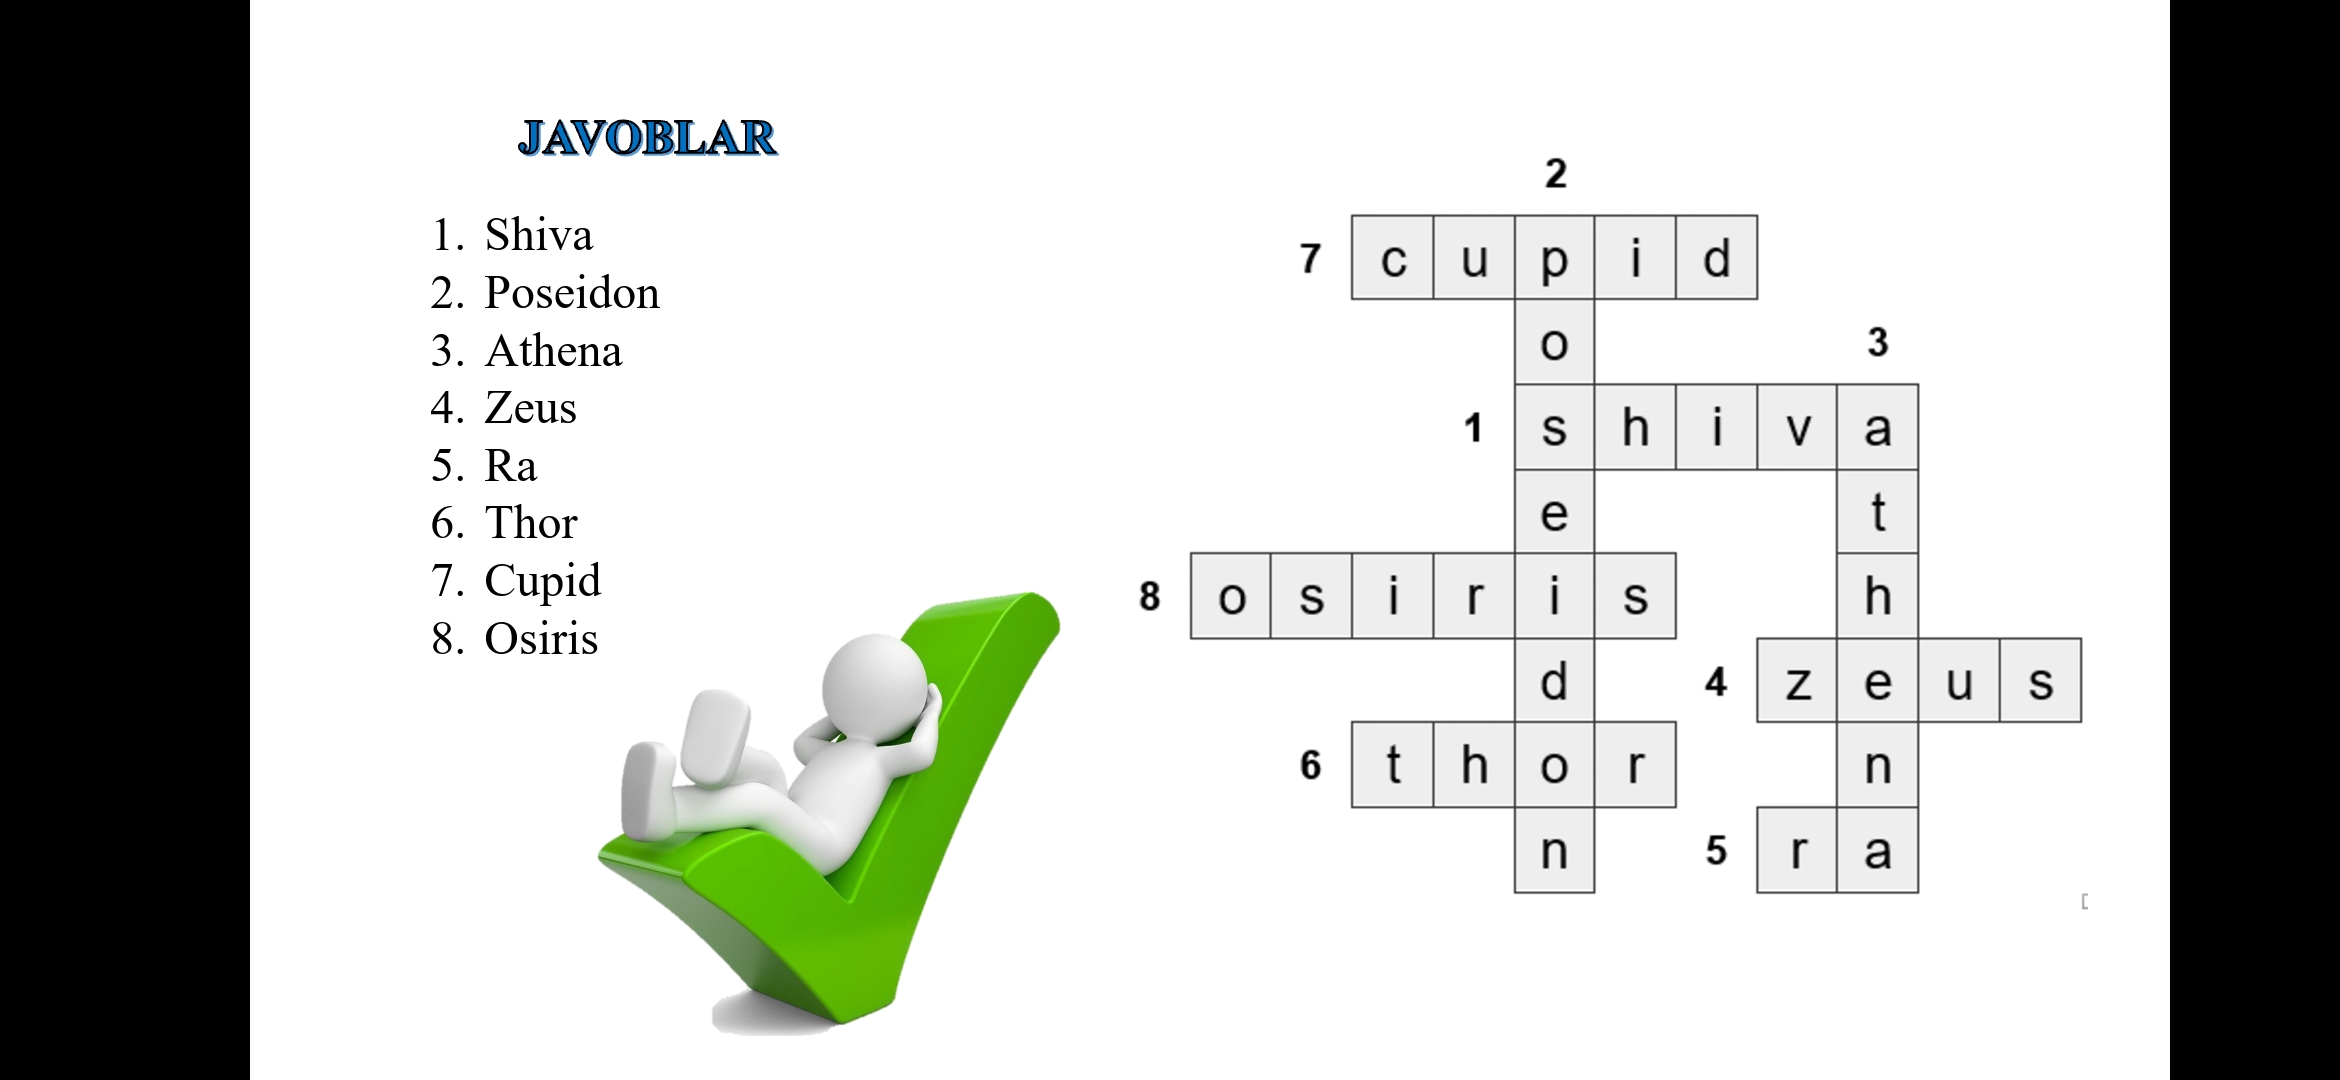 JAVOBLAR
1. Shiva
2. Poseidon
3. Athena
4. Zeus
5. Ra
6. Thor
7. Cupid
8. Osiris
2
7 c u p i d
o 3
1 s h i v a
e t
8 o s i r i s h
d 4 z e u s
6 t h o r n
n 5 r a